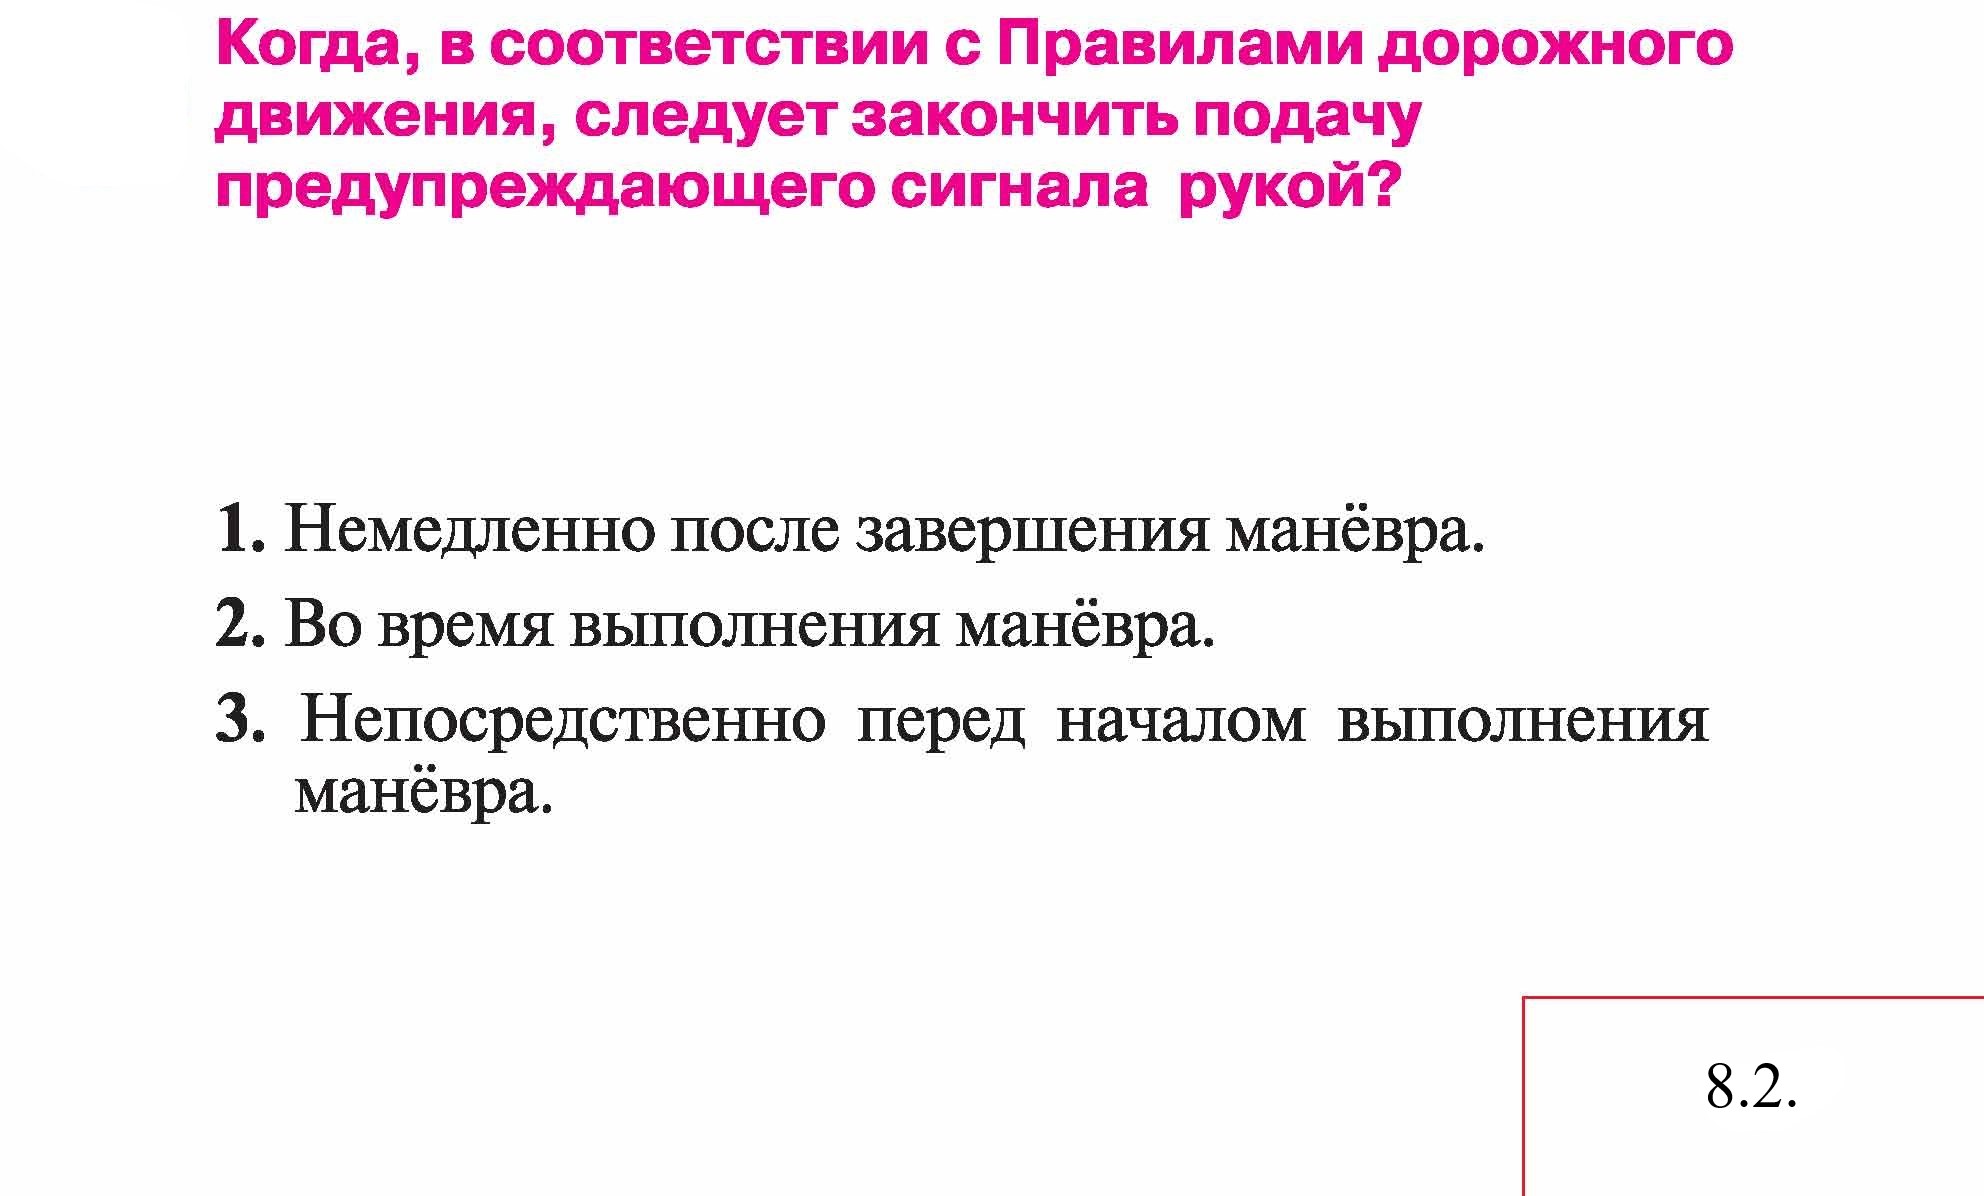 Когда, в соответствии с Правилами дорожного
движения, следует закончить подачу
предупреждающего сигнала рукой?
1. Немедленно после завершения манёвра.
2. Во время выполнения манёвра.
3. Непосредственно перед началом выполнения
манёвра.
8.2.